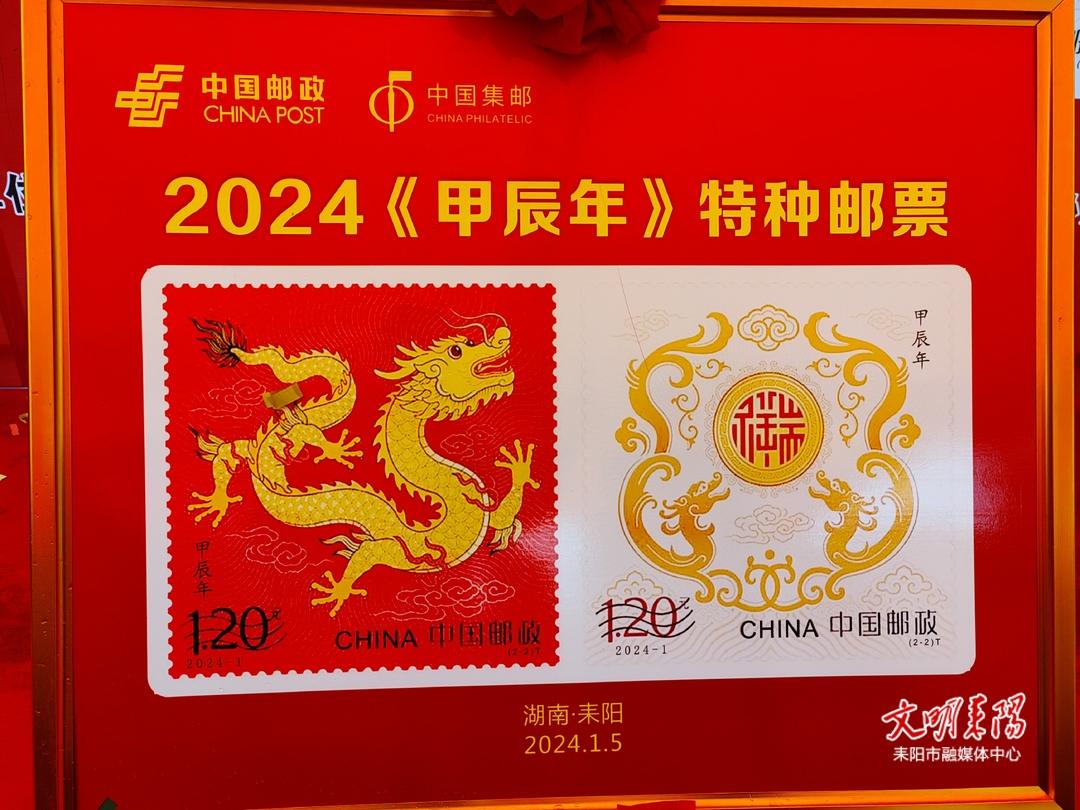 中国邮政
CHINA POST
中国集邮
CHINA PHILATELIC
2024《甲辰年》特种邮票
甲辰年
1.20元
2024-1
CHINA 中国邮政
(2-2)T
甲辰年
祥瑞
1.20元
2024-1
CHINA 中国邮政
(2-2)T
湖南·耒阳
2024.1.5
文明耒阳
耒阳市融媒体中心